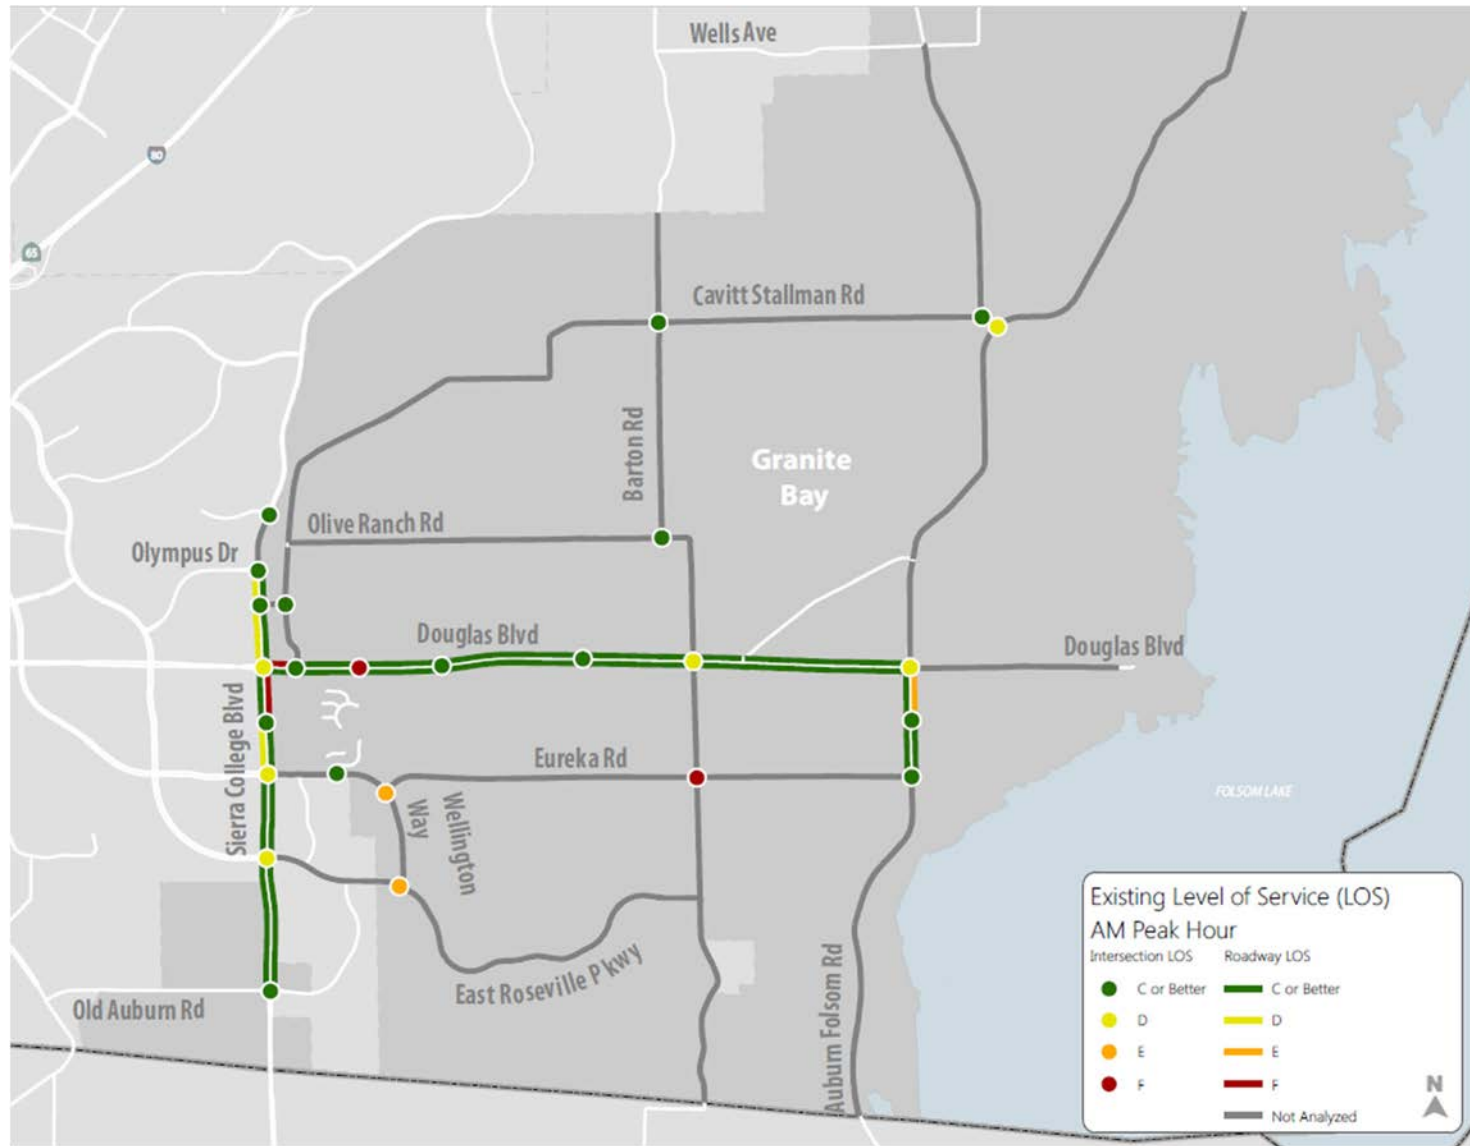 Wells Ave
80
65
Cavitt Stallman Rd
Barton Rd
Granite
Bay
Olive Ranch Rd
Olympus Dr
Douglas Blvd
Douglas Blvd
Sierra College Blvd
Eureka Rd
Wellington
Way
FOLSOM LAKE
East Roseville Pkwy
Old Auburn Rd
Auburn Folsom Rd
Existing Level of Service (LOS)
AM Peak Hour
Intersection LOS Roadway LOS
C or Better C or Better
D D
E E
F F
Not Analyzed
N